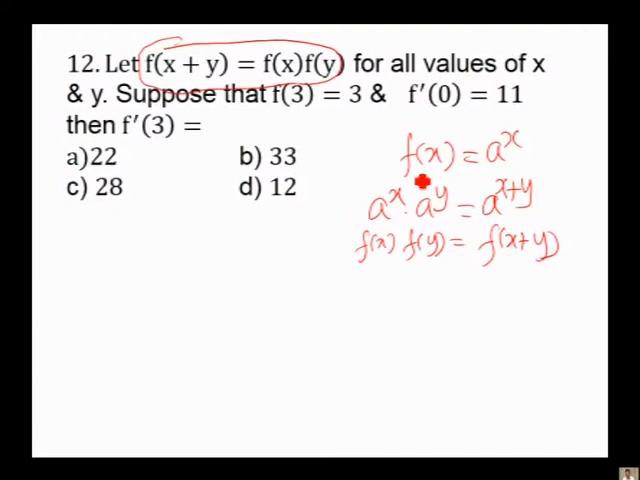 12. Let f(x + y) = f(x)f(y) for all values of x
& y. Suppose that f(3) = 3 & f′(0) = 11
then f′(3) =
a)22 b) 33
c) 28 d) 12
f(x) = a^x
a^x · a^y = a^{x+y}
f(x) f(y) = f(x+y)